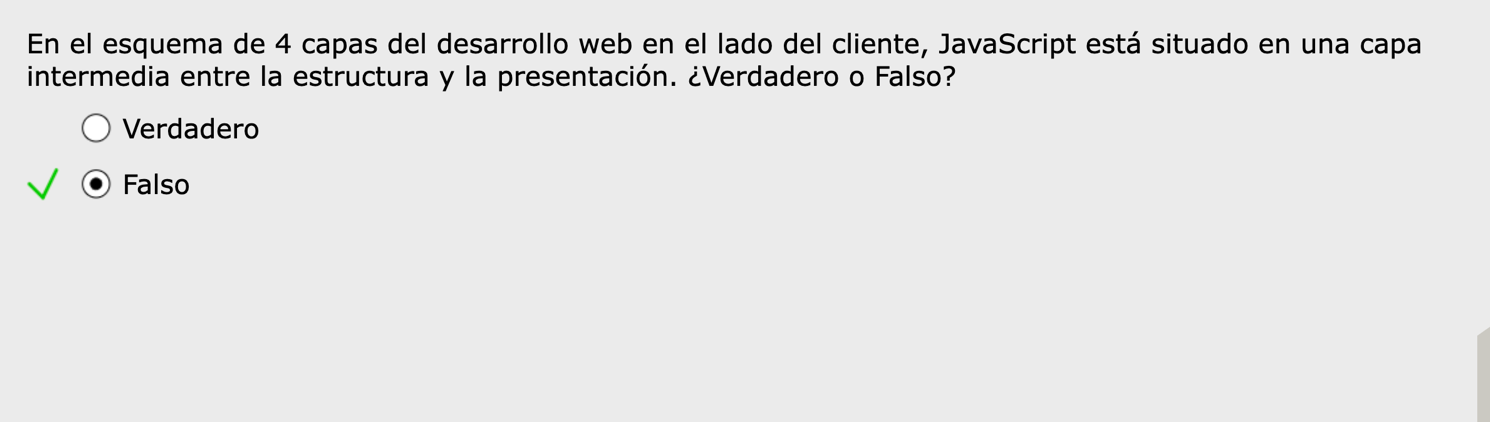 En el esquema de 4 capas del desarrollo web en el lado del cliente, JavaScript está situado en una capa
intermedia entre la estructura y la presentación. ¿Verdadero o Falso?
Verdadero
Falso